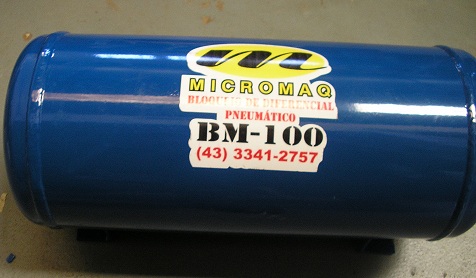 MICROMAQ
BLOQUEIO DE DIFERENCIAL
PNEUMÁTICO
BM-100
(43) 3341-2757